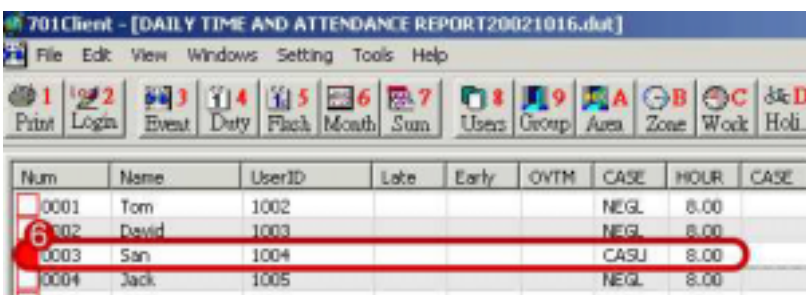 701Client - [DAILY TIME AND ATTENDANCE REPORT20021016.dut]
File Edit View Windows Setting Tools Help
1 2 3 4 5 6 7 8 9 A B C D
Print Login Event Duty Flash Month Sum Users Group Area Zone Work Holi
Num Name UserID Late Early OVTM CASE HOUR CASE
0001 Tom 1002 NEGL 8.00
6 0002 David 1003 NEGL 8.00
0003 San 1004 CASU 8.00
0004 Jack 1005 NEGL 8.00